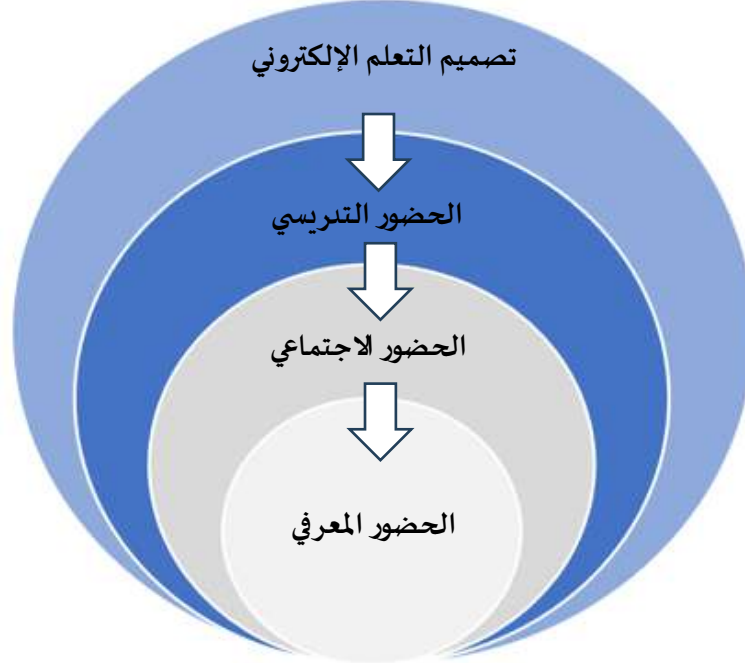 تصميم التعلم الإلكتروني
الحضور التدريسي
الحضور الاجتماعي
الحضور المعرفي